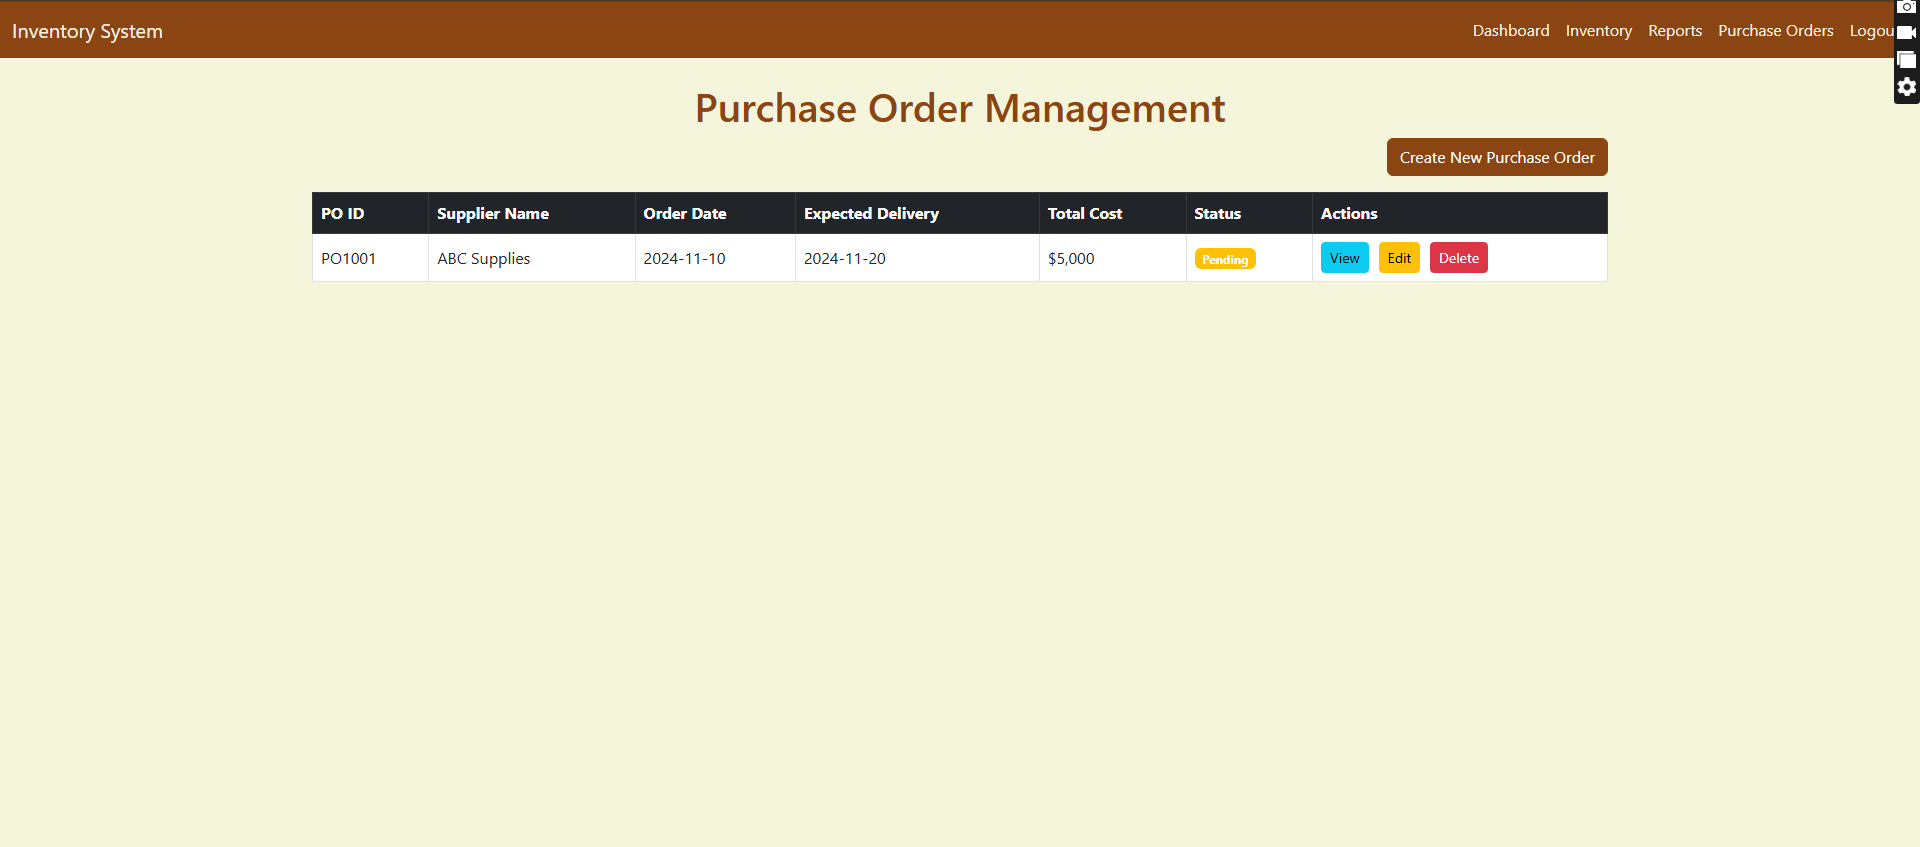 Inventory System Dashboard Inventory Reports Purchase Orders Logou
Purchase Order Management
Create New Purchase Order
PO ID Supplier Name Order Date Expected Delivery Total Cost Status Actions
PO1001 ABC Supplies 2024-11-10 2024-11-20 $5,000 Pending View Edit Delete